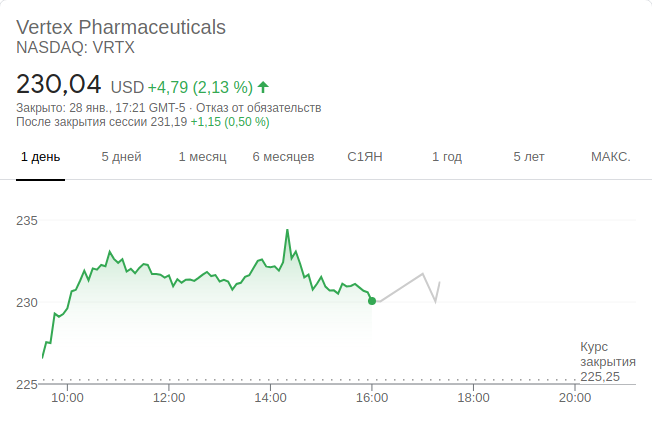 Vertex Pharmaceuticals
NASDAQ: VRTX
230,04 USD +4,79 (2,13 %)
Закрыто: 28 янв., 17:21 GMT-5 · Отказ от обязательств
После закрытия сессии 231,19 +1,15 (0,50 %)
1 день 5 дней 1 месяц 6 месяцев С1ЯН 1 год 5 лет МАКС.
235
230
225
Курс
закрытия
225,25
10:00 12:00 14:00 16:00 18:00 20:00